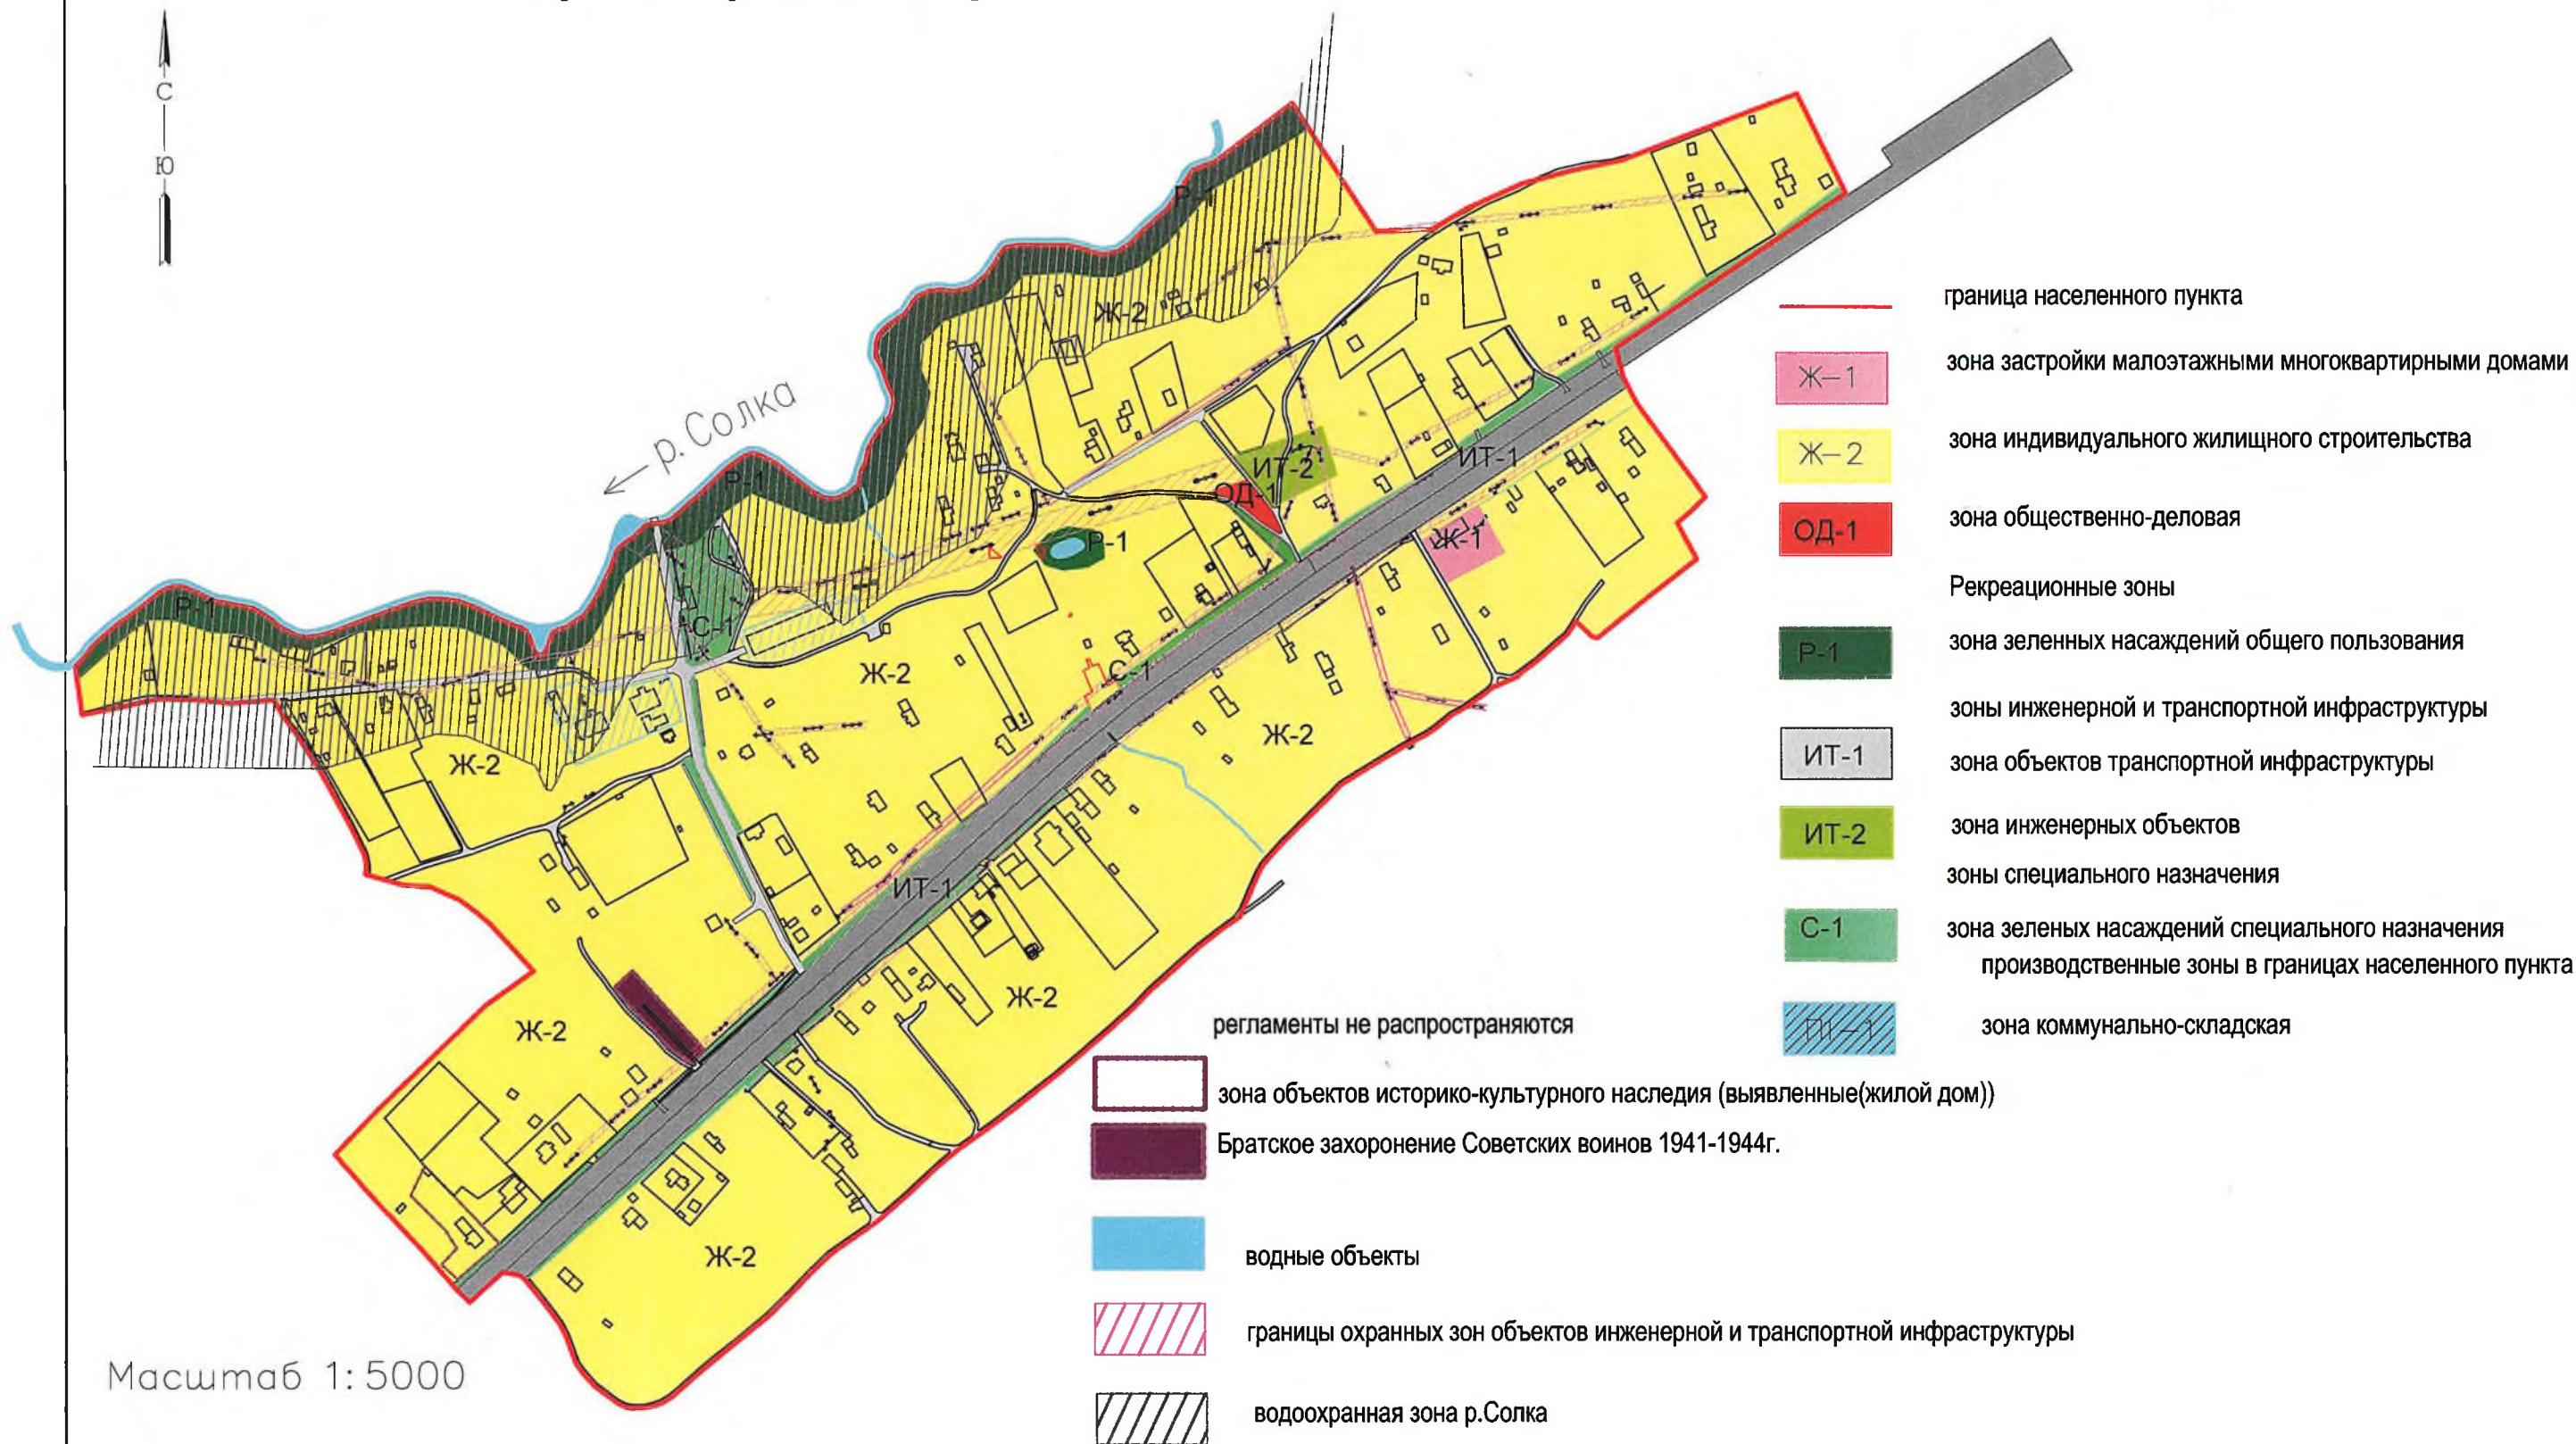 С
Ю
← р. Солка
Р-1
Ж-2
Р-1
Р-1
ИТ-2
ИТ-1
ОД-1
Р-1
Ж-1
С-1
Ж-2
С-1
Ж-2
Ж-2
ИТ-1
Ж-2
Ж-2
Ж-2
Масштаб 1:5000
граница населенного пункта
Ж-1 зона застройки малоэтажными многоквартирными домами
Ж-2 зона индивидуального жилищного строительства
ОД-1 зона общественно-деловая
Рекреационные зоны
Р-1 зона зеленных насаждений общего пользования
зоны инженерной и транспортной инфраструктуры
ИТ-1 зона объектов транспортной инфраструктуры
ИТ-2 зона инженерных объектов
зоны специального назначения
С-1 зона зеленых насаждений специального назначения
производственные зоны в границах населенного пункта
зона коммунально-складская
регламенты не распространяются
зона объектов историко-культурного наследия (выявленные(жилой дом))
Братское захоронение Советских воинов 1941-1944г.
водные объекты
границы охранных зон объектов инженерной и транспортной инфраструктуры
водоохранная зона р.Солка